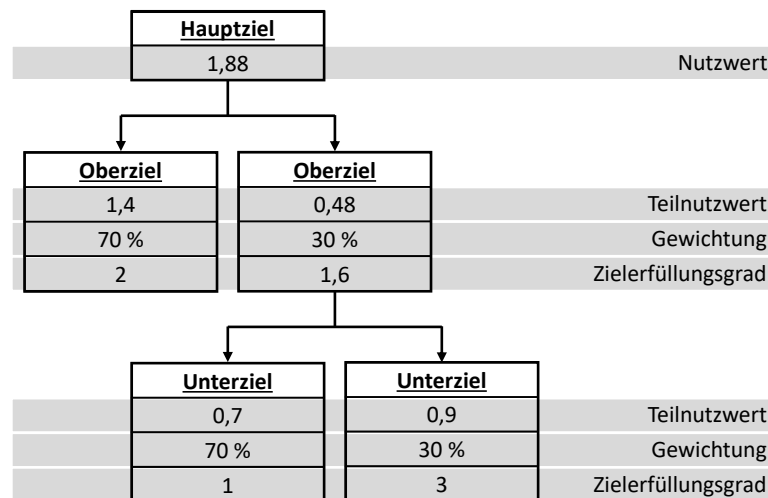 Hauptziel
1,88 Nutzwert
Oberziel Oberziel
1,4 0,48 Teilnutzwert
70 % 30 % Gewichtung
2 1,6 Zielerfüllungsgrad
Unterziel Unterziel
0,7 0,9 Teilnutzwert
70 % 30 % Gewichtung
1 3 Zielerfüllungsgrad